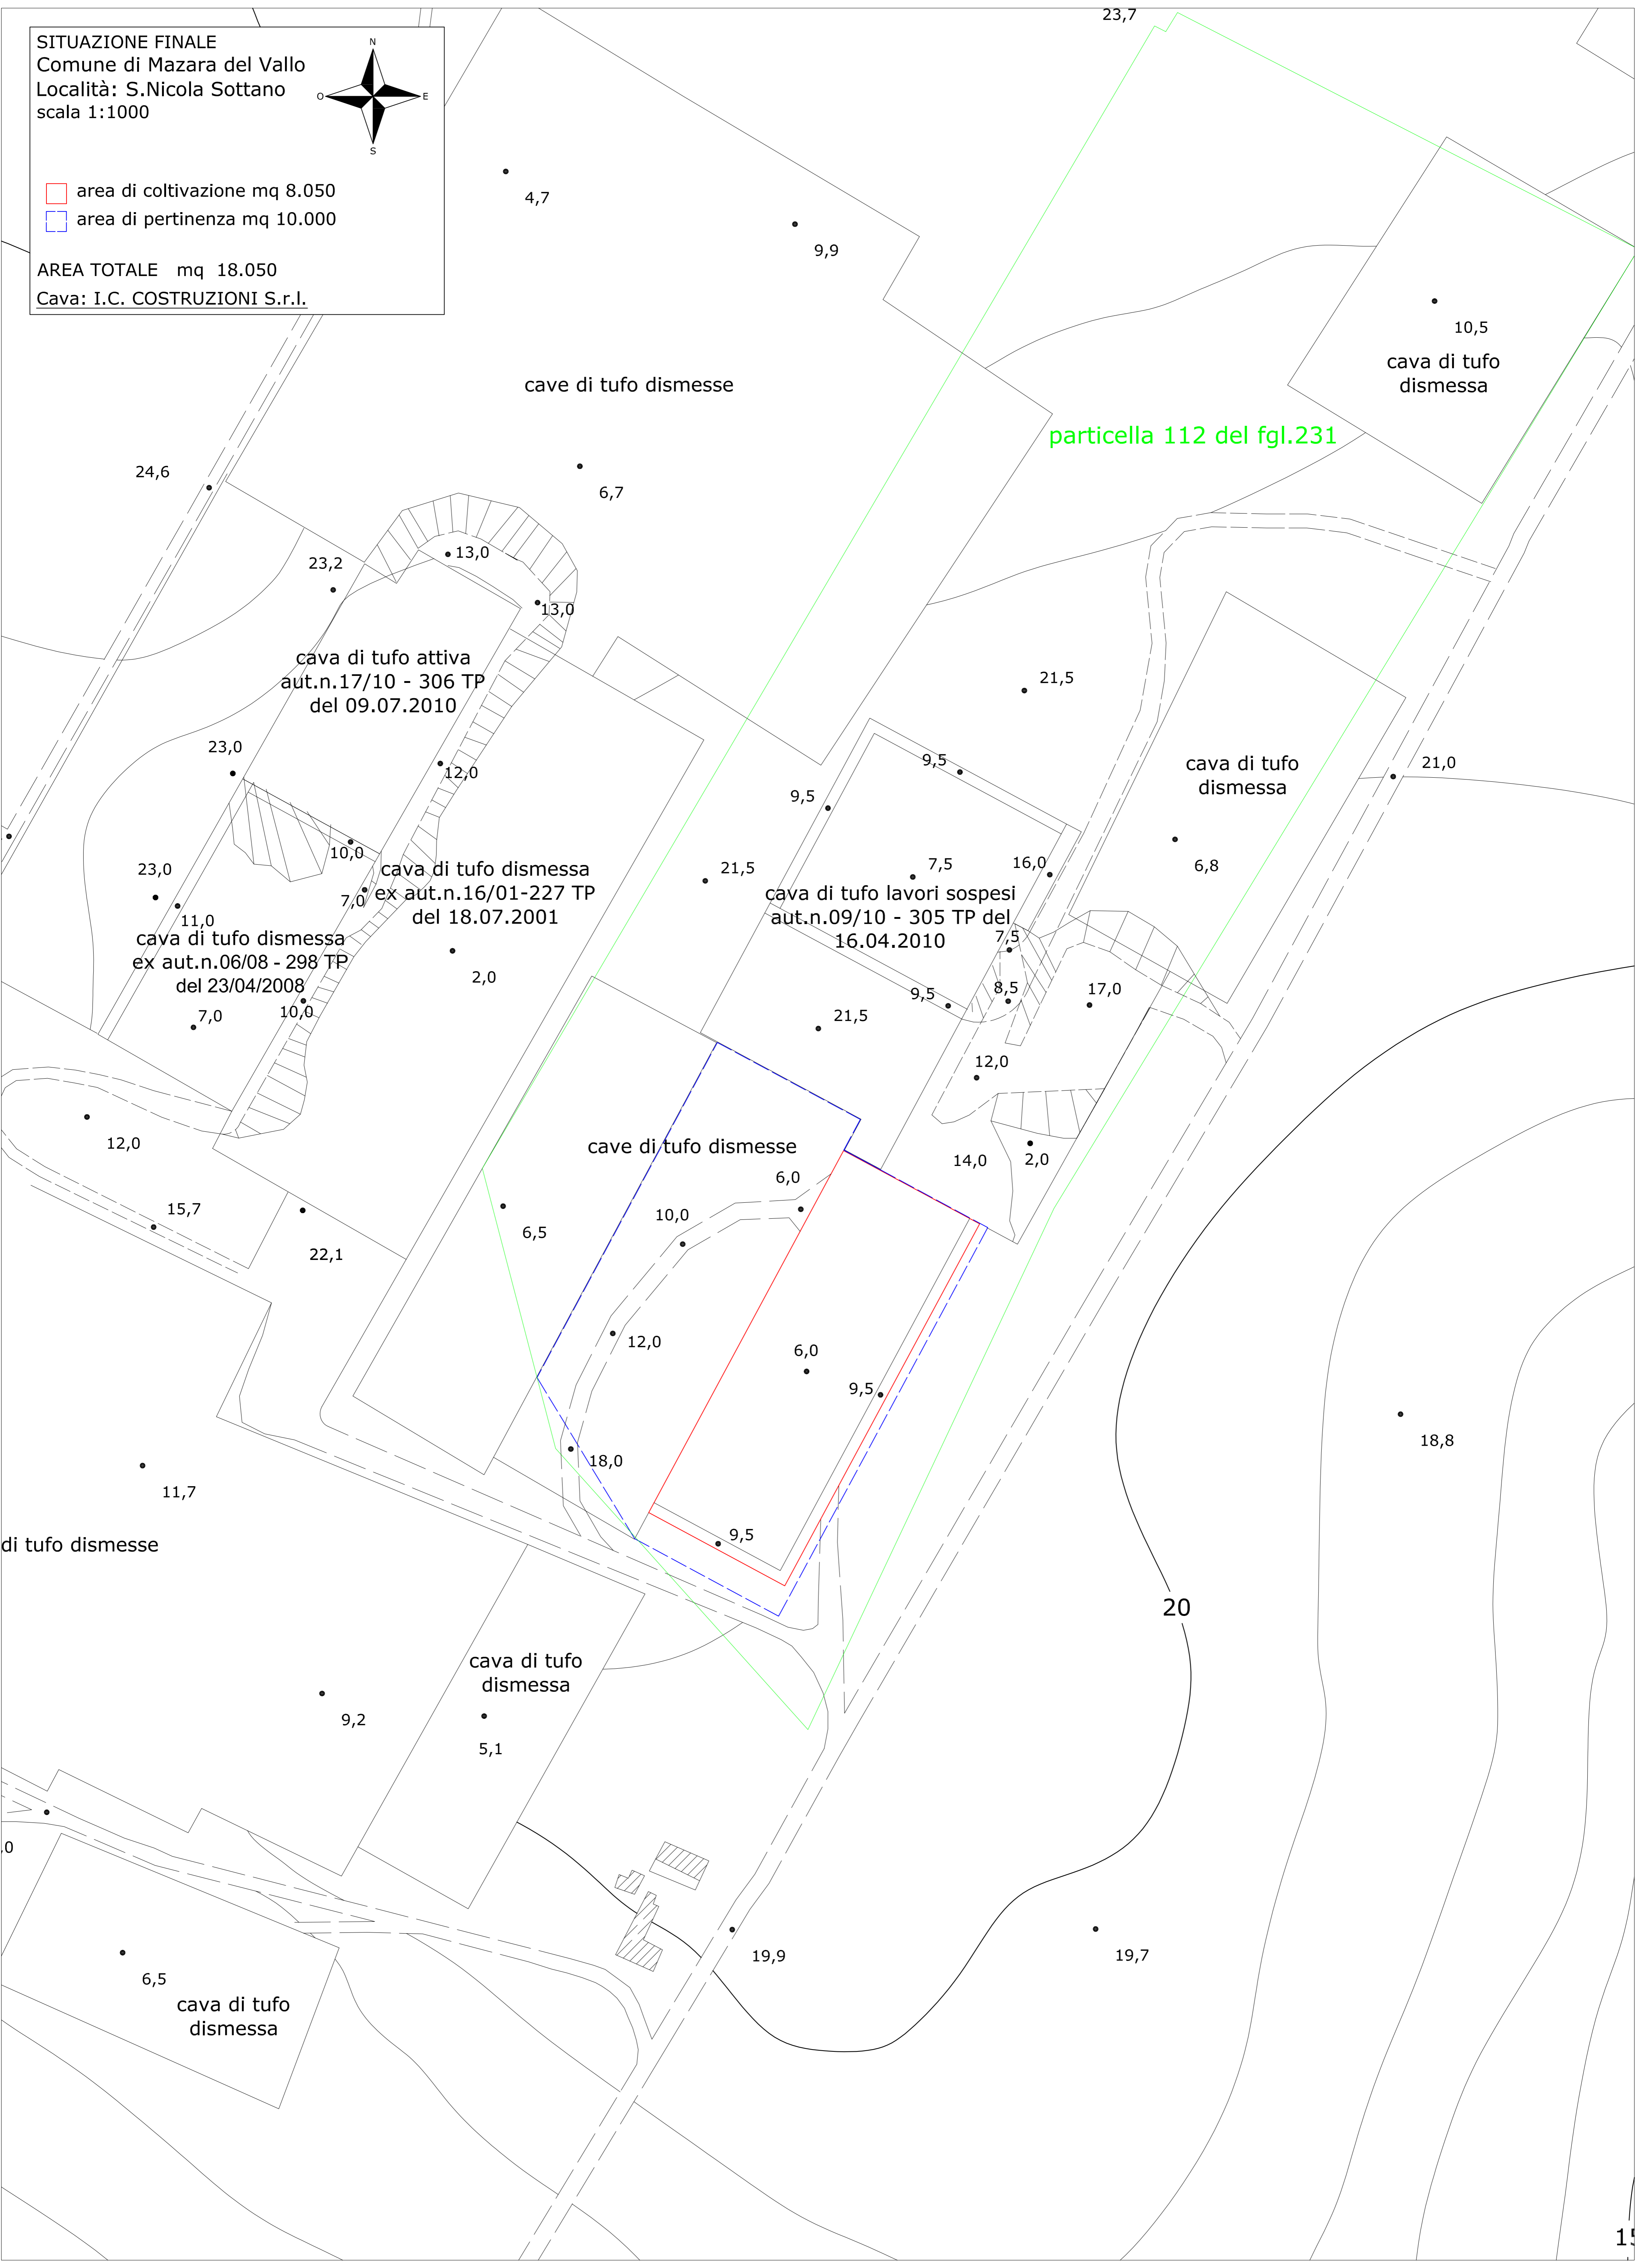 SITUAZIONE FINALE
Comune di Mazara del Vallo
Località: S.Nicola Sottano
scala 1:1000
N
O
E
S
area di coltivazione mq 8.050
area di pertinenza mq 10.000
AREA TOTALE mq 18.050
Cava: I.C. COSTRUZIONI S.r.l.
23,7
4,7
9,9
10,5
cava di tufo
dismessa
cave di tufo dismesse
particella 112 del fgl.231
24,6
6,7
13,0
23,2
13,0
cava di tufo attiva
aut.n.17/10 - 306 TP
del 09.07.2010
21,5
23,0
12,0
9,5
9,5
cava di tufo
dismessa
21,0
10,0
23,0
7,0
11,0
cava di tufo dismessa
ex aut.n.16/01-227 TP
del 18.07.2001
21,5
7,5
16,0
6,8
cava di tufo lavori sospesi
aut.n.09/10 - 305 TP del
16.04.2010
cava di tufo dismessa
ex aut.n.06/08 - 298 TP
del 23/04/2008
7,5
2,0
8,5
17,0
9,5
10,0
7,0
21,5
12,0
12,0
cave di tufo dismesse
14,0
2,0
6,0
15,7
10,0
6,5
22,1
12,0
6,0
9,5
18,8
18,0
11,7
9,5
di tufo dismesse
20
cava di tufo
dismessa
9,2
5,1
,0
19,9
19,7
6,5
cava di tufo
dismessa